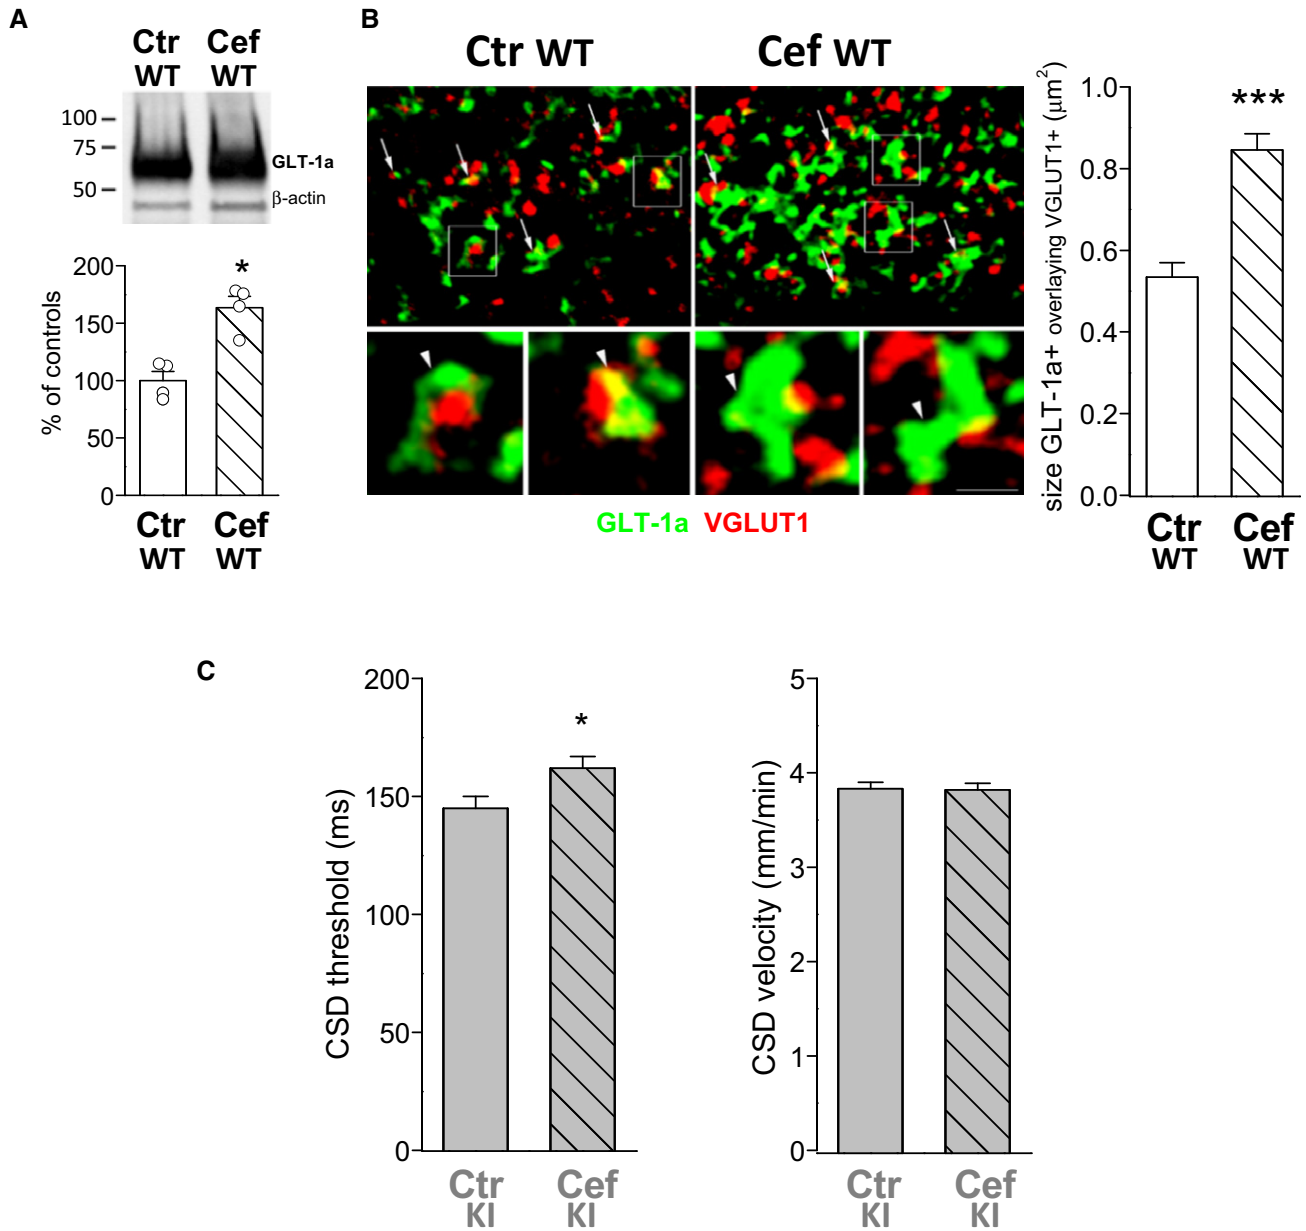 A
Ctr
WT
Cef
WT
100
75
50
GLT-1a
β-actin
% of controls
200
150
100
50
0
*
Ctr
WT
Cef
WT
B
Ctr WT
Cef WT
GLT-1a VGLUT1
size GLT-1a+ overlaying VGLUT1+ (μm²)
1.0
0.8
0.6
0.4
0.2
0.0
***
Ctr
WT
Cef
WT
C
CSD threshold (ms)
200
150
100
50
0
*
Ctr
KI
Cef
KI
CSD velocity (mm/min)
5
4
3
2
1
0
Ctr
KI
Cef
KI